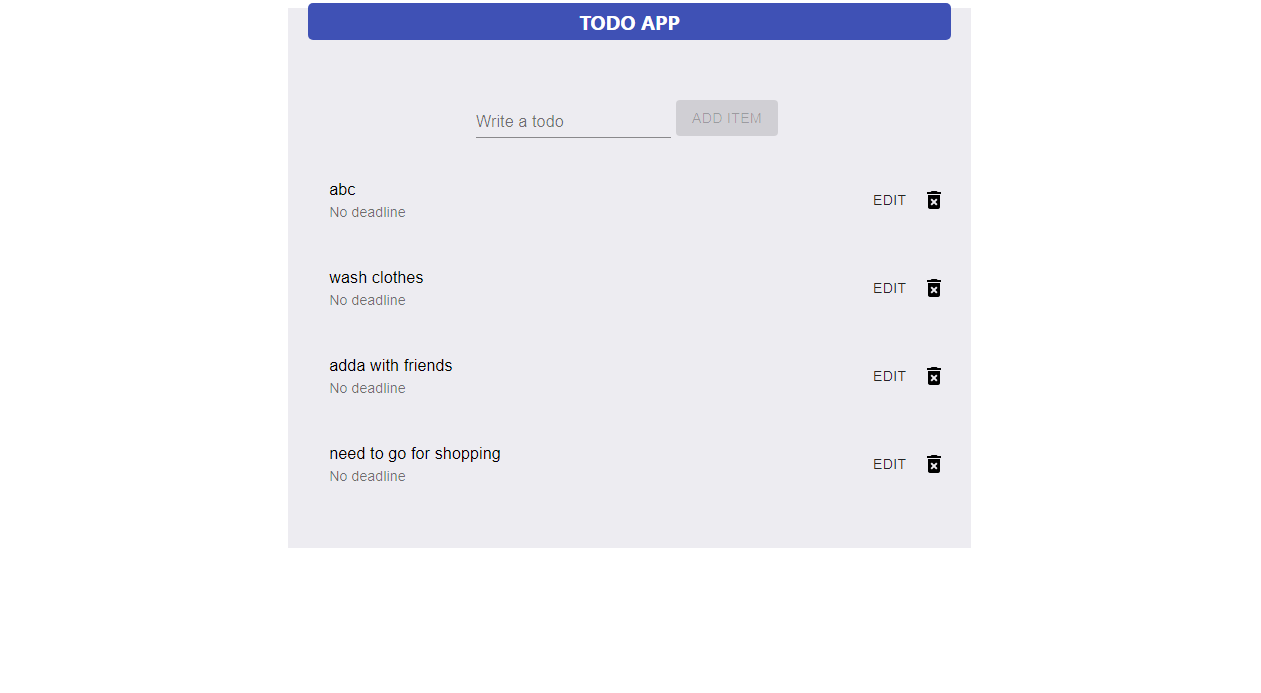 TODO APP
Write a todo
ADD ITEM
abc
No deadline
EDIT
wash clothes
No deadline
EDIT
adda with friends
No deadline
EDIT
need to go for shopping
No deadline
EDIT